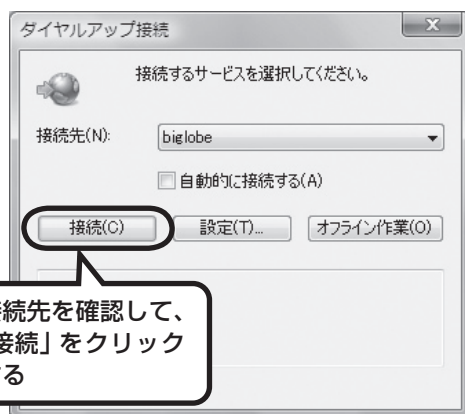 ダイヤルアップ接続
接続するサービスを選択してください。
接続先(N):
biglobe
自動的に接続する(A)
接続(C)
設定(T)...
オフライン作業(O)
続先を確認して、
接続」をクリック
る